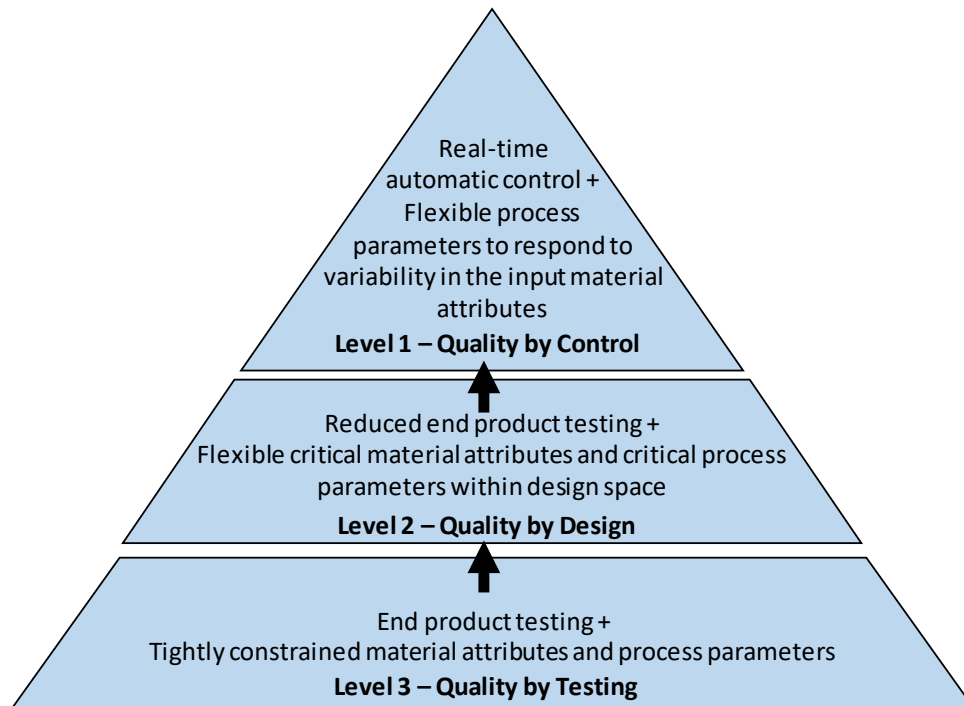 Real-time
automatic control +
Flexible process
parameters to respond to
variability in the input material
attributes
Level 1 – Quality by Control
Reduced end product testing +
Flexible critical material attributes and critical process
parameters within design space
Level 2 – Quality by Design
End product testing +
Tightly constrained material attributes and process parameters
Level 3 – Quality by Testing